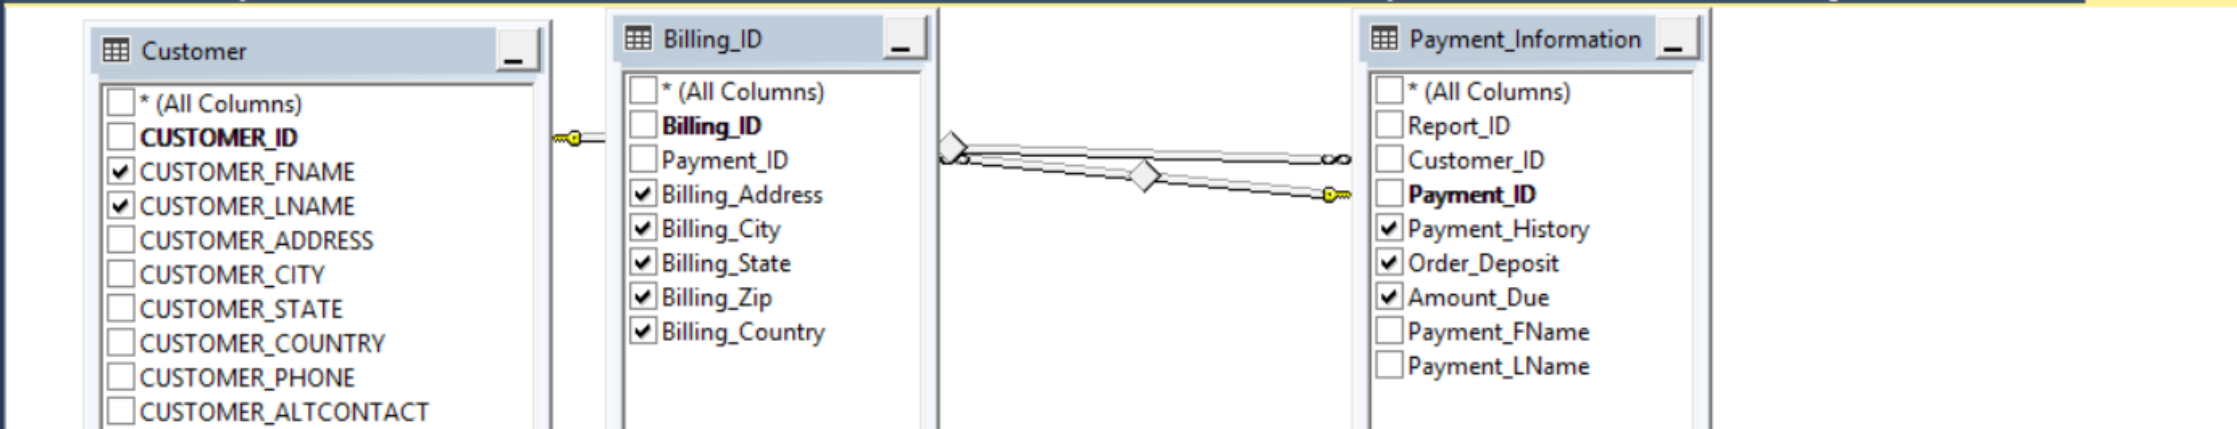 Customer
* (All Columns)
CUSTOMER_ID
CUSTOMER_FNAME
CUSTOMER_LNAME
CUSTOMER_ADDRESS
CUSTOMER_CITY
CUSTOMER_STATE
CUSTOMER_COUNTRY
CUSTOMER_PHONE
CUSTOMER_ALTCONTACT
Billing_ID
* (All Columns)
Billing_ID
Payment_ID
Billing_Address
Billing_City
Billing_State
Billing_Zip
Billing_Country
Payment_Information
* (All Columns)
Report_ID
Customer_ID
Payment_ID
Payment_History
Order_Deposit
Amount_Due
Payment_FName
Payment_LName